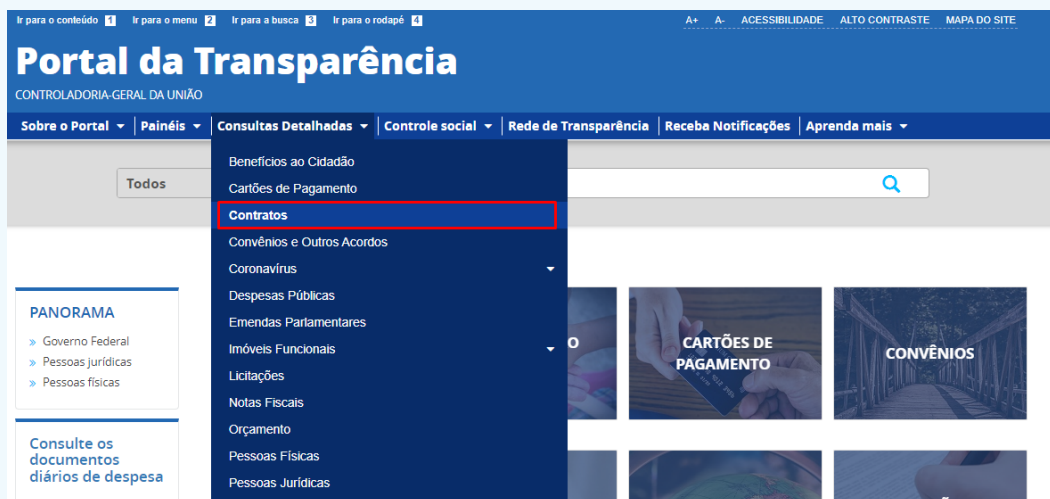 Ir para o conteúdo 1 Ir para o menu 2 Ir para a busca 3 Ir para o rodapé 4 A+ A- ACESSIBILIDADE ALTO CONTRASTE MAPA DO SITE
Portal da Transparência
CONTROLADORIA-GERAL DA UNIÃO
Sobre o Portal Painéis Consultas Detalhadas Controle social Rede de Transparência Receba Notificações Aprenda mais
Todos
Benefícios ao Cidadão
Cartões de Pagamento
Contratos
Convênios e Outros Acordos
Coronavírus
Despesas Públicas
Emendas Parlamentares
Imóveis Funcionais
Licitações
Notas Fiscais
Orçamento
Pessoas Físicas
Pessoas Jurídicas
PANORAMA
» Governo Federal
» Pessoas jurídicas
» Pessoas físicas
Consulte os
documentos
diários de despesa
O
CARTÕES DE
PAGAMENTO
CONVÊNIOS